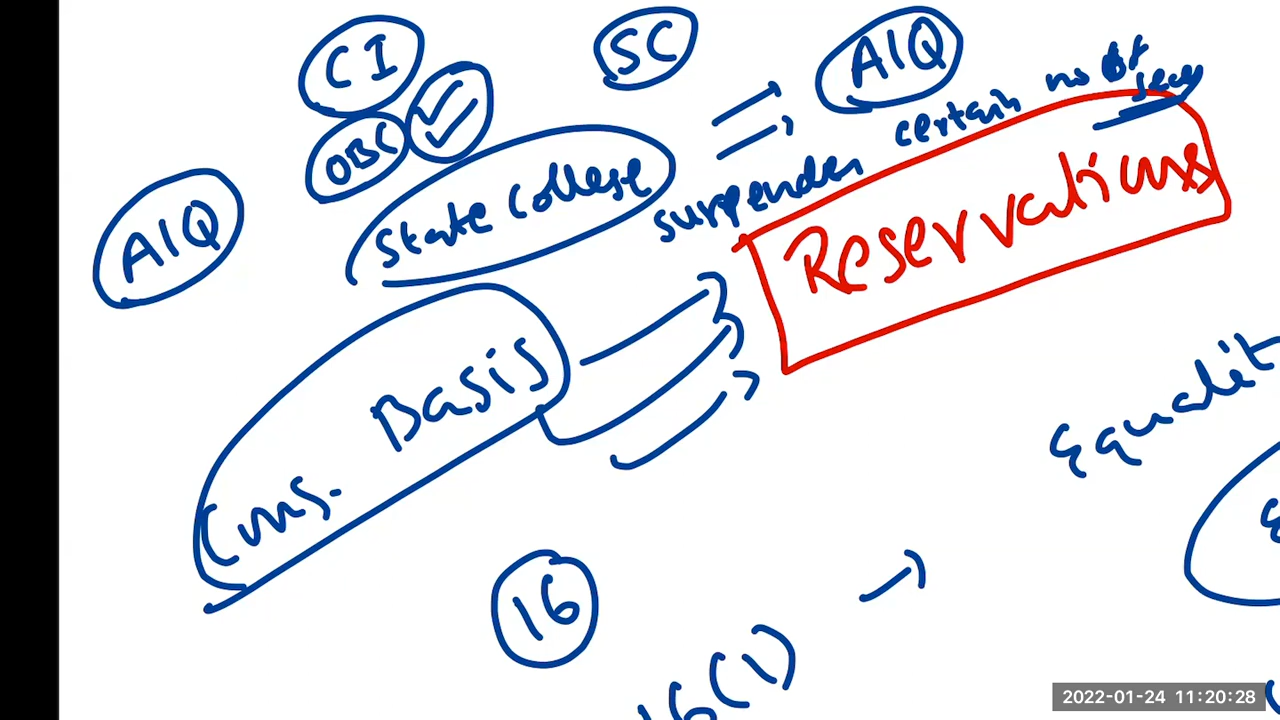 CI
SC
AIQ
OBC
State College
surrender certain no of seats
AIQ
Reservations
Cons. Basis
Equalit
16
16(1)
2022-01-24 11:20:28